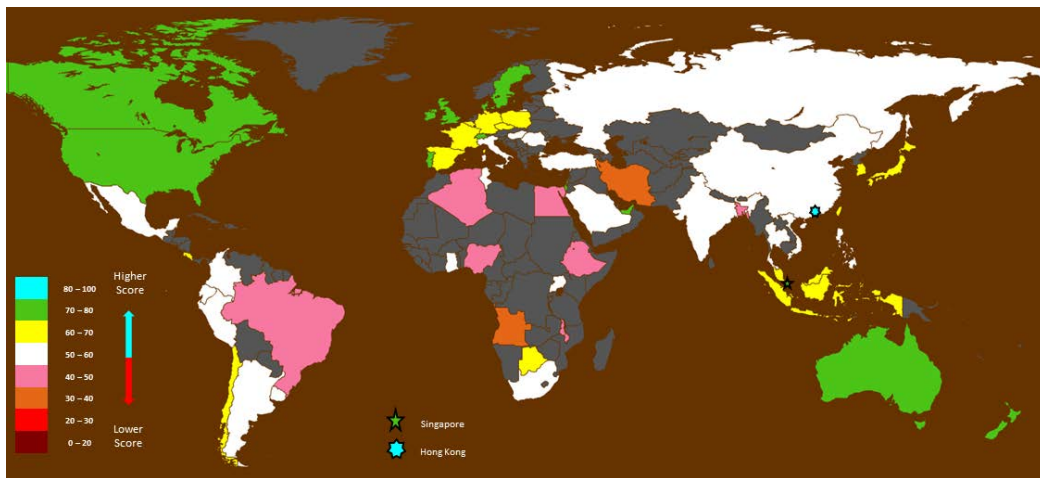 Higher
Score
80 – 100
70 – 80
60 – 70
50 – 60
40 – 50
30 – 40
20 – 30
0 – 20
Lower
Score
Singapore
Hong Kong